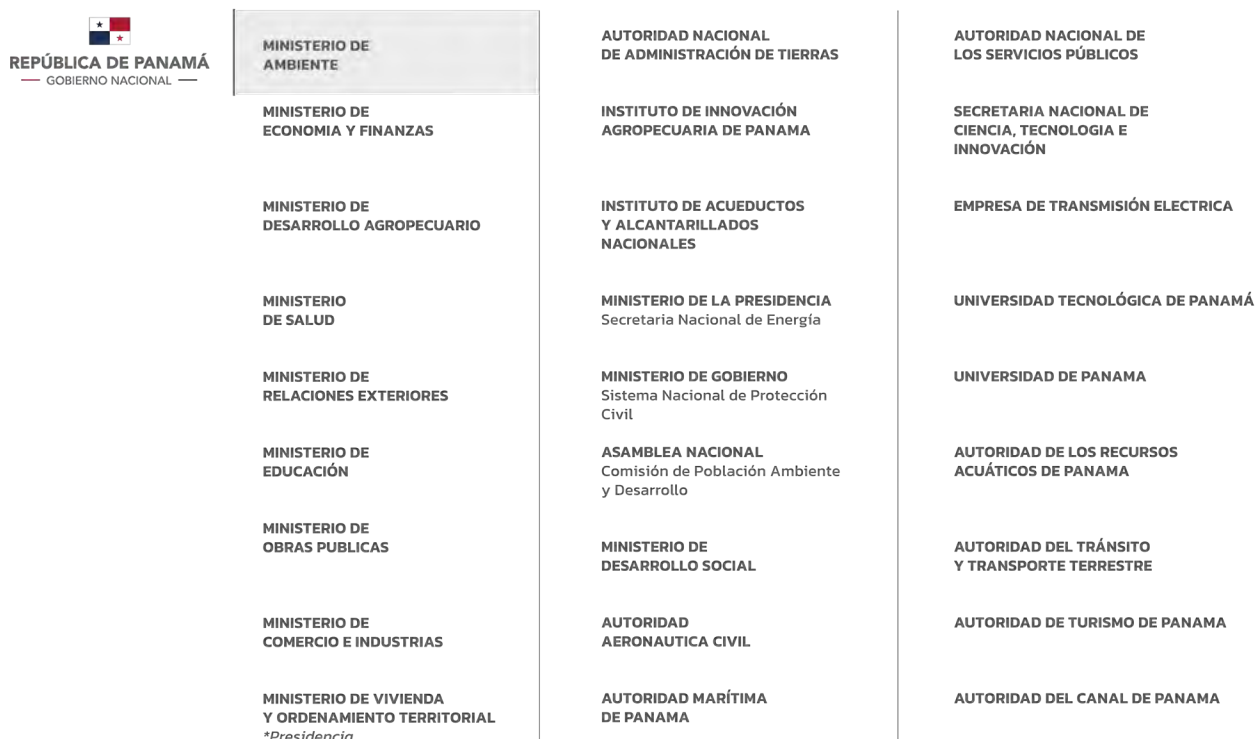 REPÚBLICA DE PANAMÁ
GOBIERNO NACIONAL
MINISTERIO DE
AMBIENTE
MINISTERIO DE
ECONOMIA Y FINANZAS
MINISTERIO DE
DESARROLLO AGROPECUARIO
MINISTERIO
DE SALUD
MINISTERIO DE
RELACIONES EXTERIORES
MINISTERIO DE
EDUCACIÓN
MINISTERIO DE
OBRAS PUBLICAS
MINISTERIO DE
COMERCIO E INDUSTRIAS
MINISTERIO DE VIVIENDA
Y ORDENAMIENTO TERRITORIAL
*Presidencia
AUTORIDAD NACIONAL
DE ADMINISTRACIÓN DE TIERRAS
INSTITUTO DE INNOVACIÓN
AGROPECUARIA DE PANAMA
INSTITUTO DE ACUEDUCTOS
Y ALCANTARILLADOS
NACIONALES
MINISTERIO DE LA PRESIDENCIA
Secretaria Nacional de Energía
MINISTERIO DE GOBIERNO
Sistema Nacional de Protección
Civil
ASAMBLEA NACIONAL
Comisión de Población Ambiente
y Desarrollo
MINISTERIO DE
DESARROLLO SOCIAL
AUTORIDAD
AERONAUTICA CIVIL
AUTORIDAD MARÍTIMA
DE PANAMA
AUTORIDAD NACIONAL DE
LOS SERVICIOS PÚBLICOS
SECRETARIA NACIONAL DE
CIENCIA, TECNOLOGIA E
INNOVACIÓN
EMPRESA DE TRANSMISIÓN ELECTRICA
UNIVERSIDAD TECNOLÓGICA DE PANAMÁ
UNIVERSIDAD DE PANAMA
AUTORIDAD DE LOS RECURSOS
ACUÁTICOS DE PANAMA
AUTORIDAD DEL TRÁNSITO
Y TRANSPORTE TERRESTRE
AUTORIDAD DE TURISMO DE PANAMA
AUTORIDAD DEL CANAL DE PANAMA